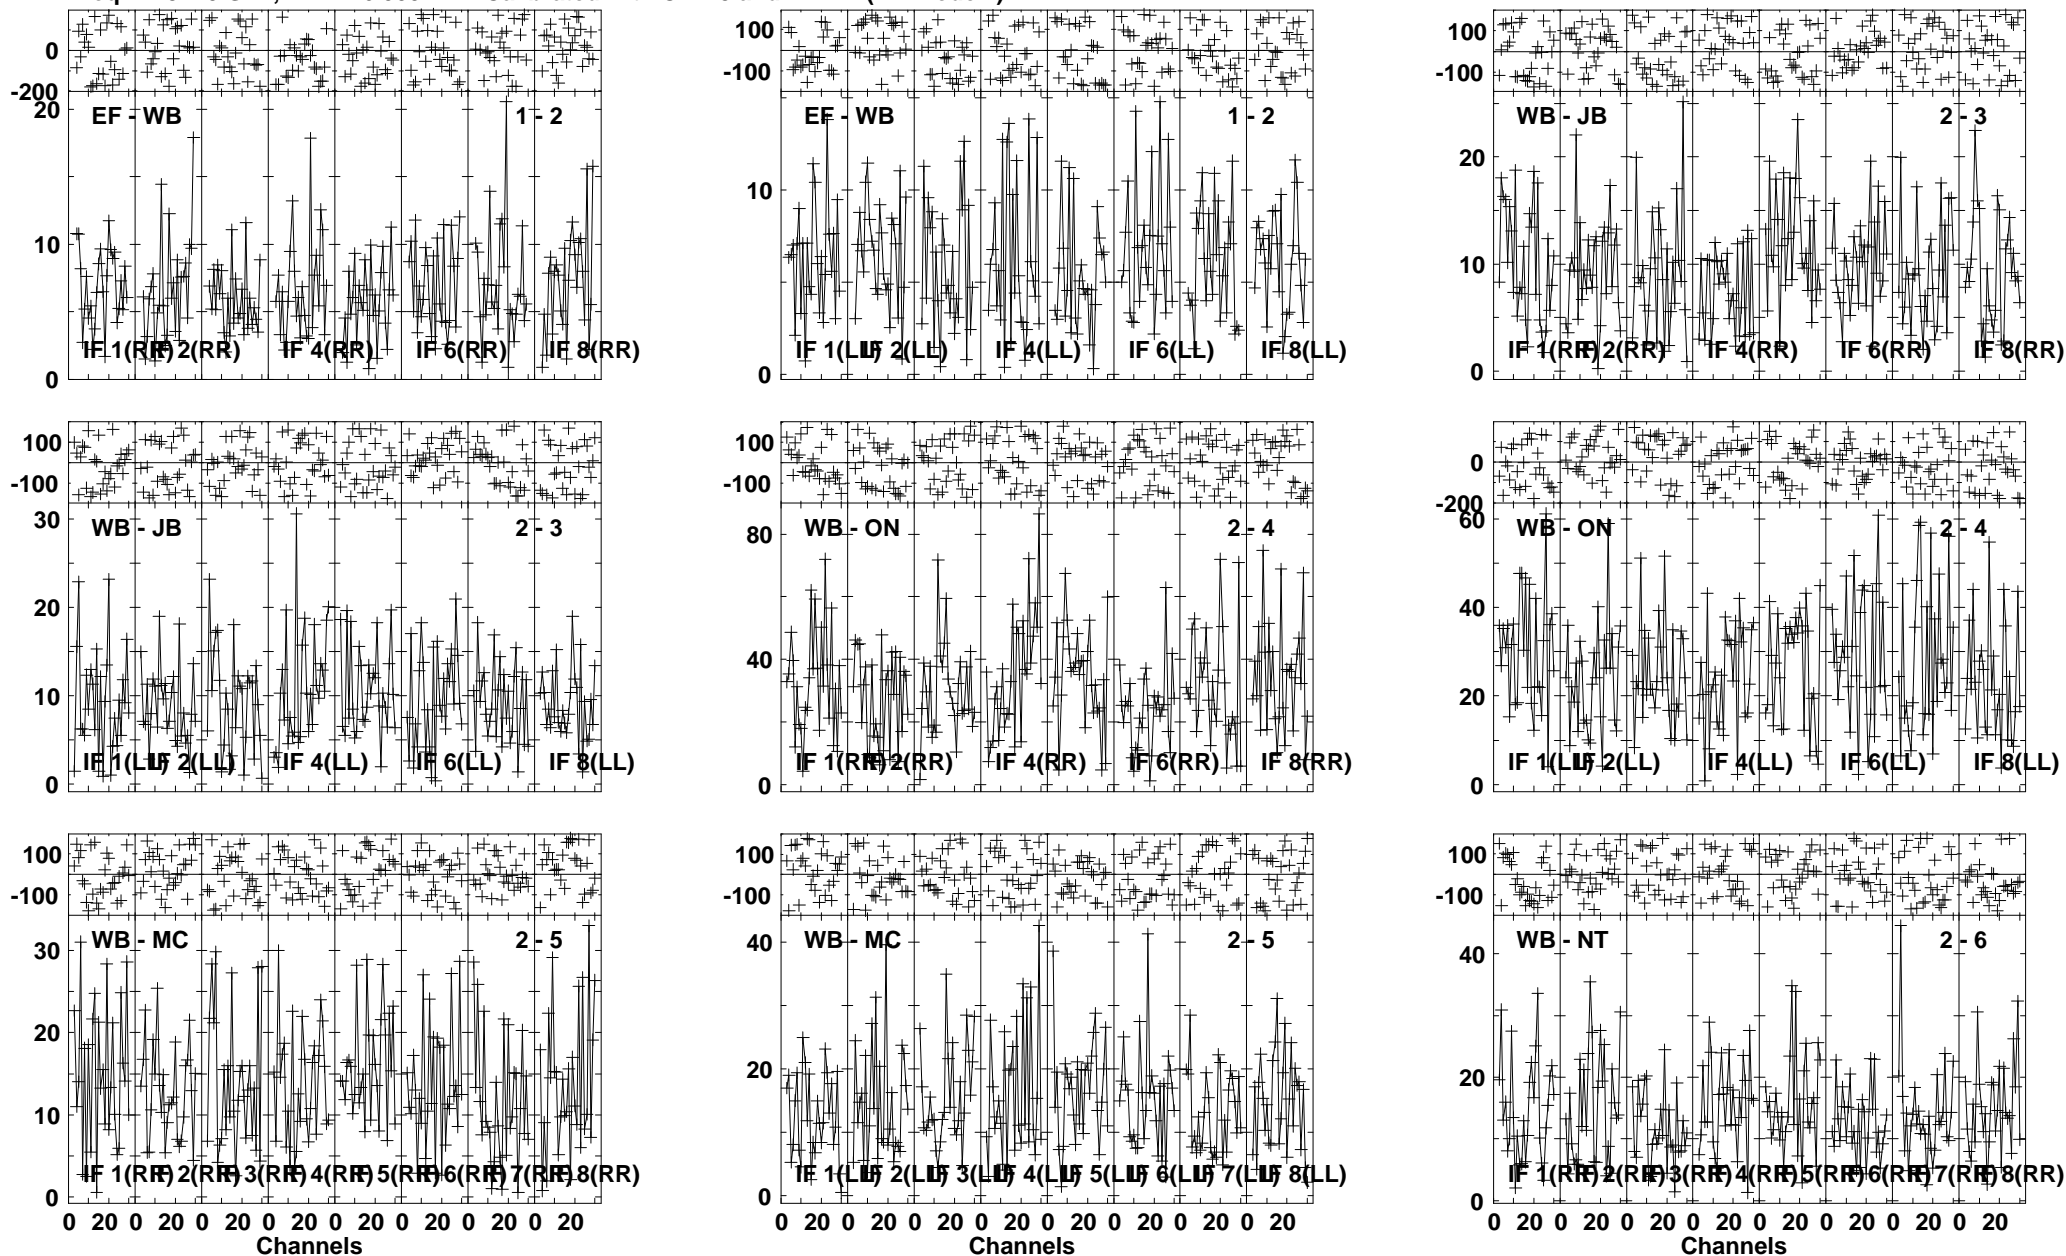 0
-200
20
10
0
EF - WB
1 - 2
IF 1(RR)
IF 2(RR)
IF 4(RR)
IF 6(RR)
IF 8(RR)
100
-100
10
0
EF - WB
1 - 2
IF 1(LL)
IF 2(LL)
IF 4(LL)
IF 6(LL)
IF 8(LL)
100
-100
20
10
0
WB - JB
2 - 3
IF 1(RR)
IF 2(RR)
IF 4(RR)
IF 6(RR)
IF 8(RR)
100
-100
30
20
10
0
WB - JB
2 - 3
IF 1(LL)
IF 2(LL)
IF 4(LL)
IF 6(LL)
IF 8(LL)
100
-100
80
40
0
WB - ON
2 - 4
IF 1(RR)
IF 2(RR)
IF 4(RR)
IF 6(RR)
IF 8(RR)
0
-200
60
40
20
0
WB - ON
2 - 4
IF 1(LL)
IF 2(LL)
IF 4(LL)
IF 6(LL)
IF 8(LL)
100
-100
30
20
10
0
WB - MC
2 - 5
IF 1(RR)
IF 2(RR)
IF 3(RR)
IF 4(RR)
IF 5(RR)
IF 6(RR)
IF 7(RR)
IF 8(RR)
0 20 0 20 0 20 0 20 0 20 0 20 0 20 0 20
Channels
100
-100
40
20
0
WB - MC
2 - 5
IF 1(LL)
IF 2(LL)
IF 3(LL)
IF 4(LL)
IF 5(LL)
IF 6(LL)
IF 7(LL)
IF 8(LL)
0 20 0 20 0 20 0 20 0 20 0 20 0 20 0 20
Channels
100
-100
40
20
0
WB - NT
2 - 6
IF 1(RR)
IF 2(RR)
IF 3(RR)
IF 4(RR)
IF 5(RR)
IF 6(RR)
IF 7(RR)
IF 8(RR)
0 20 0 20 0 20 0 20 0 20 0 20 0 20 0 20
Channels